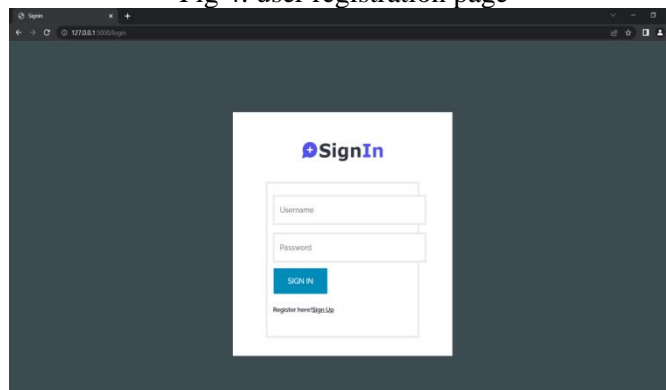 Fig 4: user registration page
Signin
127.0.0.1:5000/login
SignIn
Username
Password
SIGN IN
Register here!Sign Up